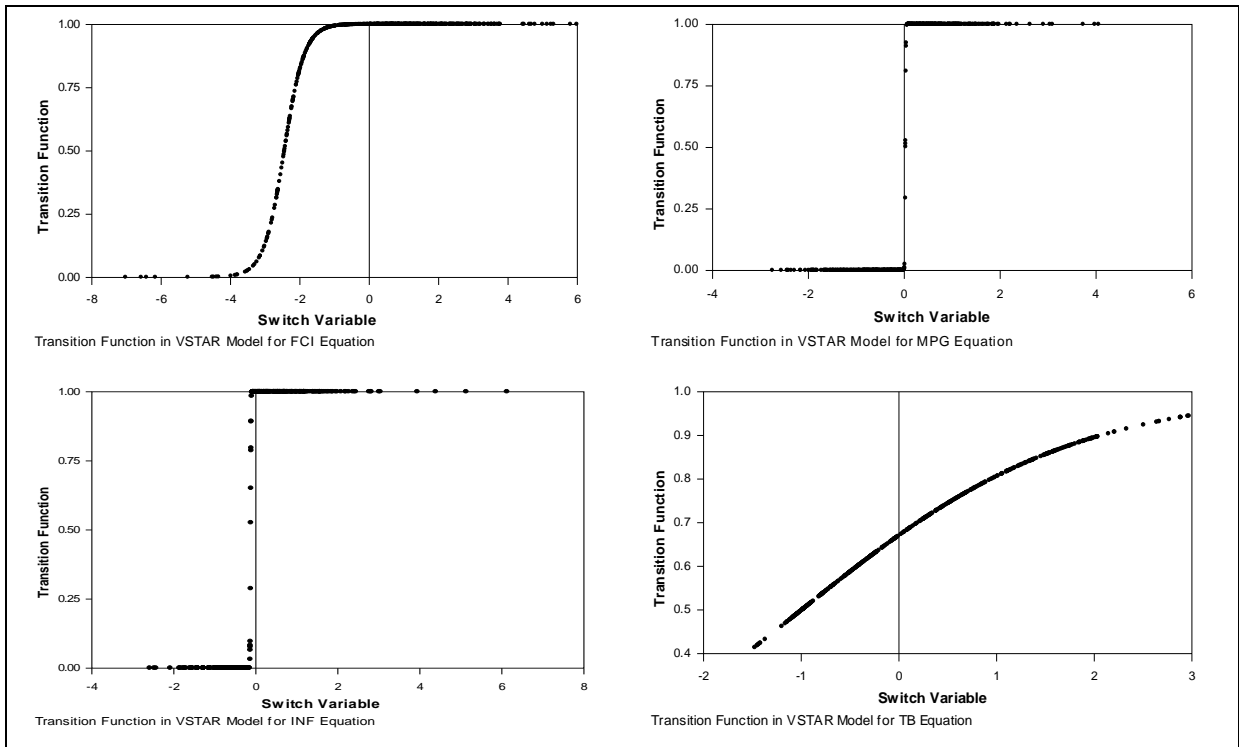 1.00
0.75
0.50
0.25
0.00
Transition Function
-8 -6 -4 -2 0 2 4 6
Switch Variable
Transition Function in VSTAR Model for FCI Equation
1.00
0.75
0.50
0.25
0.00
Transition Function
-4 -2 0 2 4 6
Switch Variable
Transition Function in VSTAR Model for MPG Equation
1.00
0.75
0.50
0.25
0.00
Transition Function
-4 -2 0 2 4 6 8
Switch Variable
Transition Function in VSTAR Model for INF Equation
1.0
0.9
0.8
0.7
0.6
0.5
0.4
Transition Function
-2 -1 0 1 2 3
Switch Variable
Transition Function in VSTAR Model for TB Equation